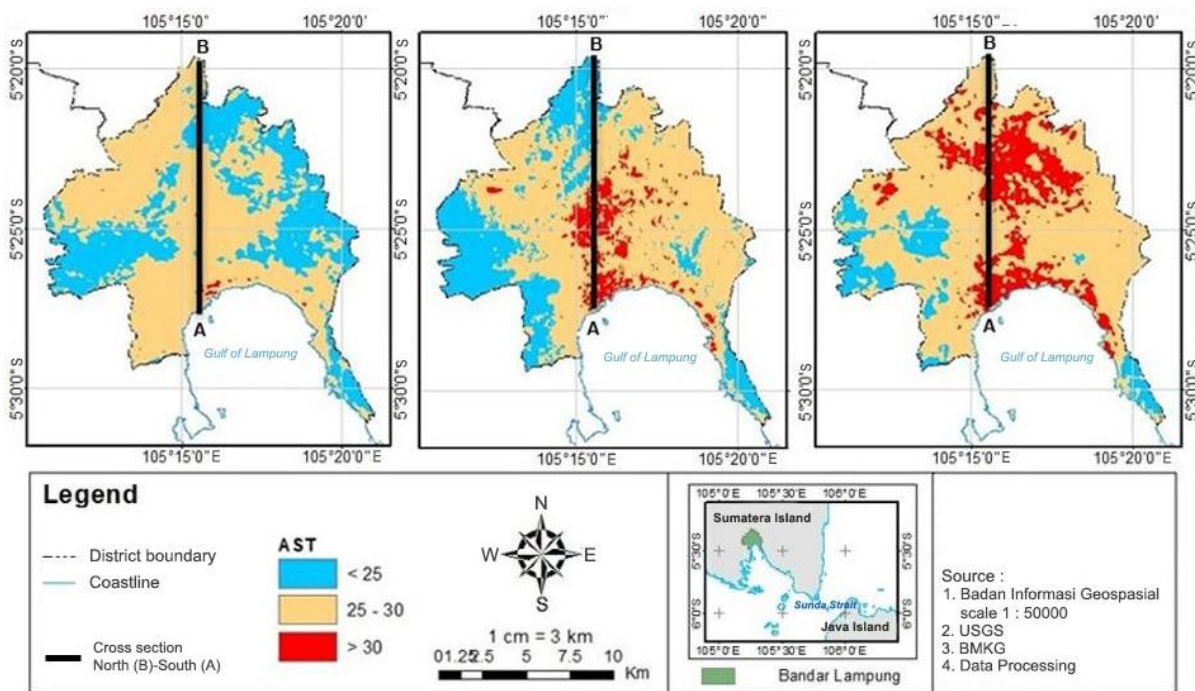 105°15'0"E 105°20'0"E
105°15'0"E 105°20'0"E
105°15'0"E 105°20'0"
5°20'0"S
5°25'0"S
5°30'0"S
B
A
Gulf of Lampung
5°20'0"S
5°25'0"S
5°30'0"S
B
A
Gulf of Lampung
5°20'0"S
5°25'0"S
5°30'0"S
B
A
Gulf of Lampung
5°20'0"S
5°25'0"S
5°30'0"S
105°15'0"E 105°20'0"E
105°15'0"E 105°20'0"E
105°15'0"E 105°20'0"E
Legend
District boundary
Coastline
Cross section
North (B)-South (A)
AST
< 25
25 - 30
> 30
N
W E
S
1 cm = 3 km
0 1.25 2.5 5 7.5 10
Km
105°0'E 105°30'E 106°0'E
Sumatera Island
5°30'S
6°0'S
Sunda Strait
Java Island
5°30'S
6°0'S
105°0'E 105°30'E 106°0'E
Bandar Lampung
Source :
1. Badan Informasi Geospasial
scale 1 : 50000
2. USGS
3. BMKG
4. Data Processing